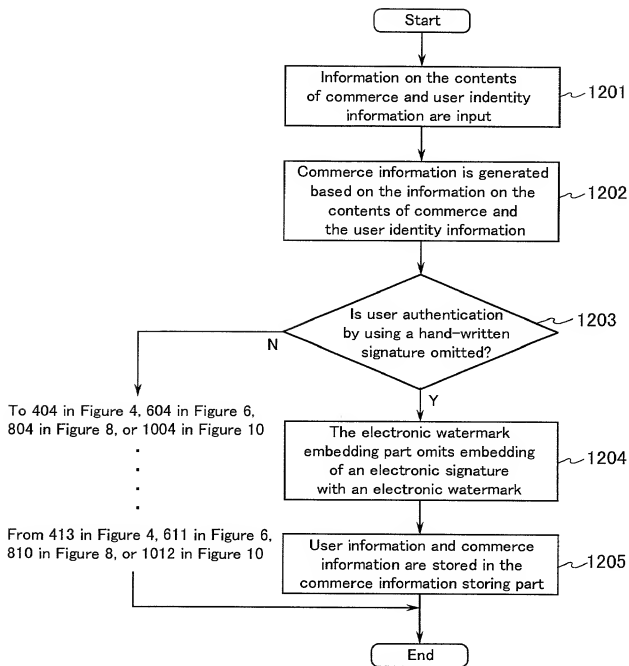 Start
Information on the contents
of commerce and user indentity
information are input
1201
Commerce information is generated
based on the information on the
contents of commerce and
the user identity information
1202
Is user authentication
by using a hand-written
signature omitted?
1203
N
Y
To 404 in Figure 4, 604 in Figure 6,
804 in Figure 8, or 1004 in Figure 10
The electronic watermark
embedding part omits embedding
of an electronic signature
with an electronic watermark
1204
From 413 in Figure 4, 611 in Figure 6,
810 in Figure 8, or 1012 in Figure 10
User information and commerce
information are stored in the
commerce information storing part
1205
End